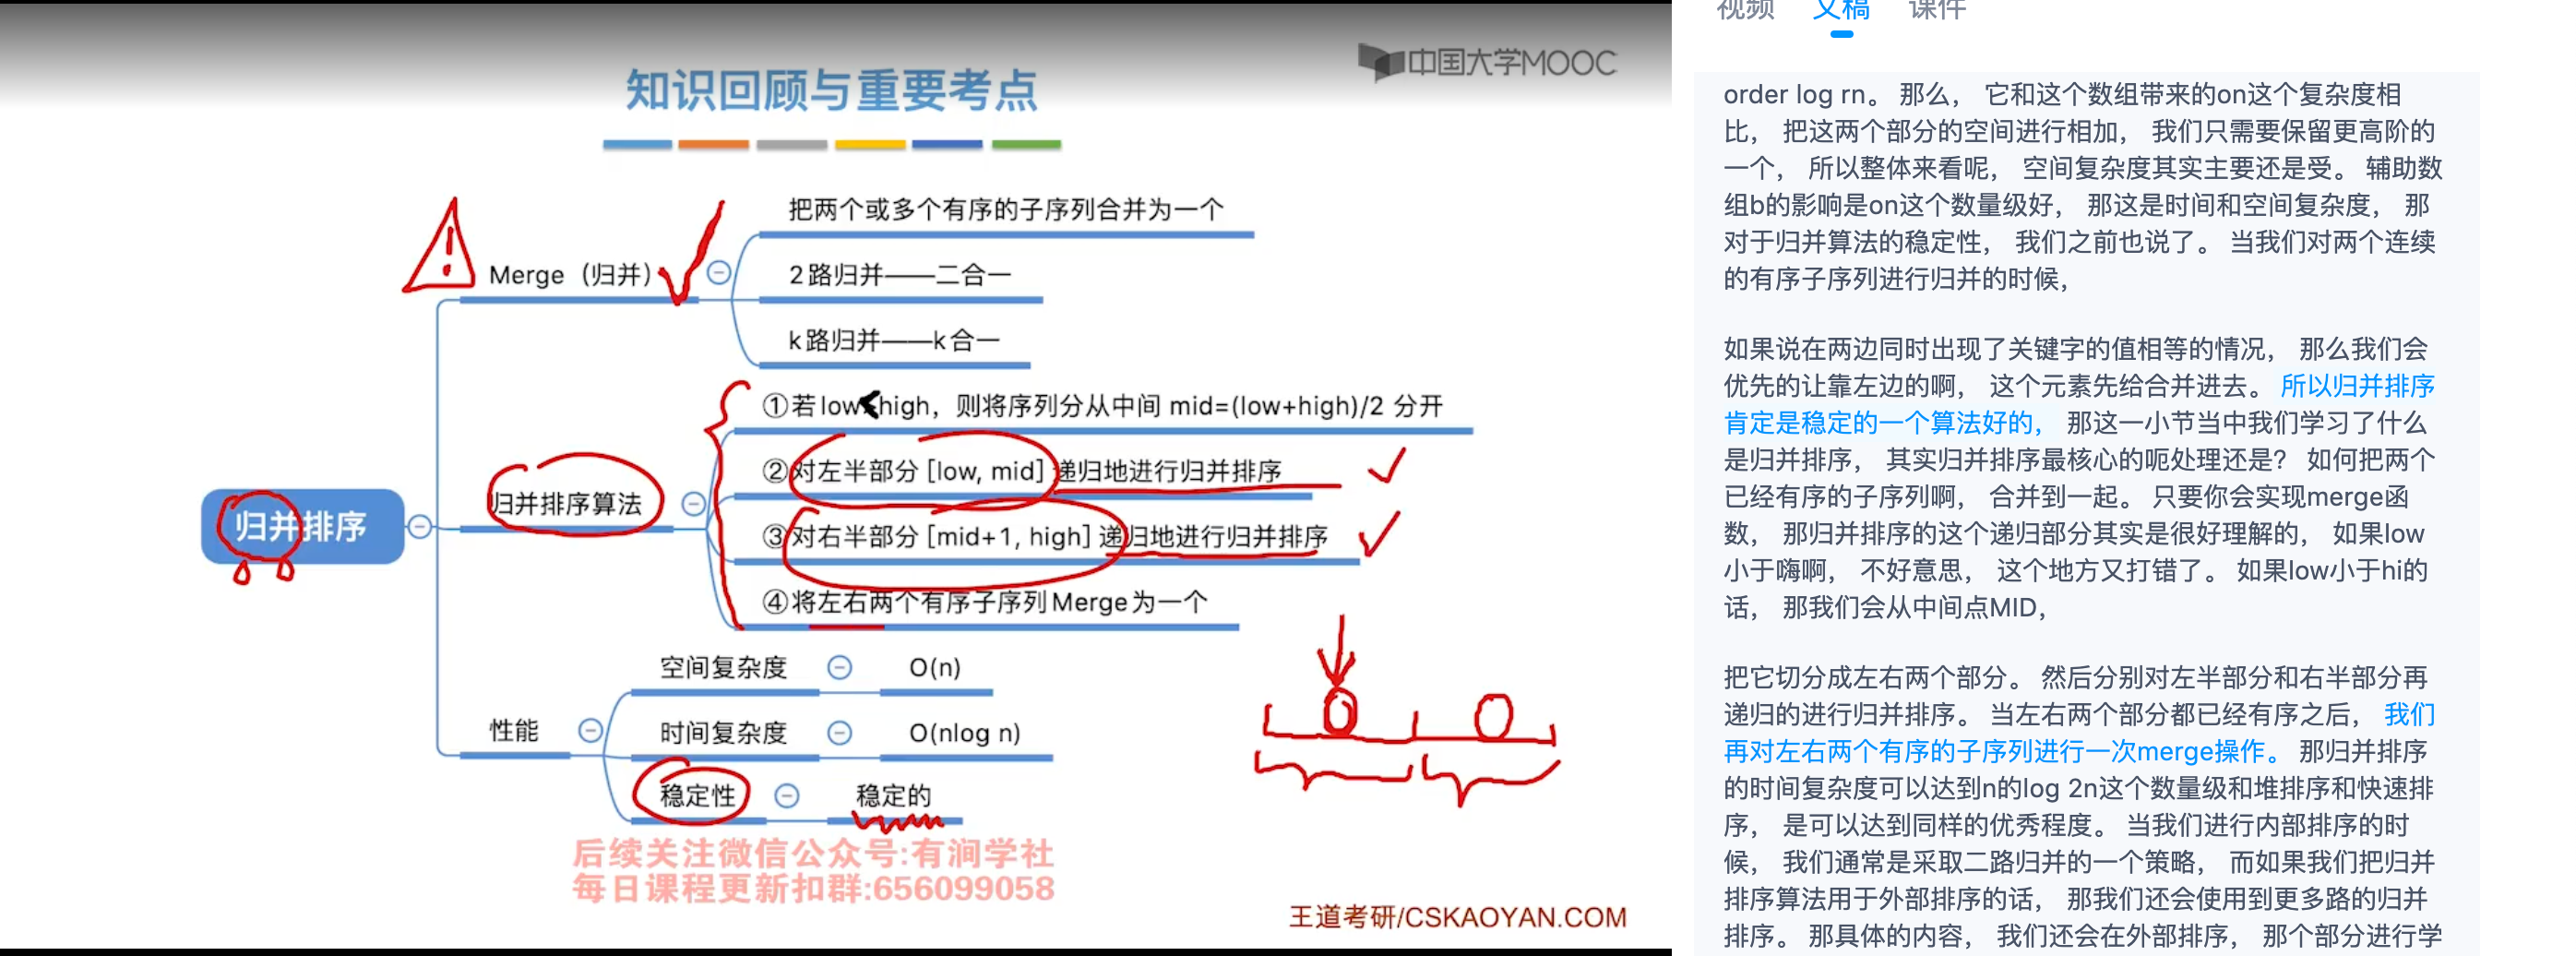 中国大学MOOC
知识回顾与重要考点
把两个或多个有序的子序列合并为一个
Merge（归并）
2路归并——二合一
k路归并——k合一
①若low<high，则将序列分从中间 mid=(low+high)/2 分开
②对左半部分 [low, mid] 递归地进行归并排序
归并排序算法
归并排序
③对右半部分 [mid+1, high] 递归地进行归并排序
④将左右两个有序子序列Merge为一个
空间复杂度
O(n)
性能
时间复杂度
O(nlog n)
稳定性
稳定的
后续关注微信公众号:有涧学社
每日课程更新扣群:656099058
王道考研/CSKAOYAN.COM
视频 文稿 课件
order log rn。 那么， 它和这个数组带来的on这个复杂度相
比， 把这两个部分的空间进行相加， 我们只需要保留更高阶的
一个， 所以整体来看呢， 空间复杂度其实主要还是受。 辅助数
组b的影响是on这个数量级好， 那这是时间和空间复杂度， 那
对于归并算法的稳定性， 我们之前也说了。 当我们对两个连续
的有序子序列进行归并的时候，
如果说在两边同时出现了关键字的值相等的情况， 那么我们会
优先的让靠左边的啊， 这个元素先给合并进去。 所以归并排序
肯定是稳定的一个算法好的， 那这一小节当中我们学习了什么
是归并排序， 其实归并排序最核心的呃处理还是? 如何把两个
已经有序的子序列啊， 合并到一起。 只要你会实现merge函
数， 那归并排序的这个递归部分其实是很好理解的， 如果low
小于嗨啊， 不好意思， 这个地方又打错了。 如果low小于hi的
话， 那我们会从中间点MID，
把它切分成左右两个部分。 然后分别对左半部分和右半部分再
递归的进行归并排序。 当左右两个部分都已经有序之后， 我们
再对左右两个有序的子序列进行一次merge操作。 那归并排序
的时间复杂度可以达到n的log 2n这个数量级和堆排序和快速排
序， 是可以达到同样的优秀程度。 当我们进行内部排序的时
候， 我们通常是采取二路归并的一个策略， 而如果我们把归并
排序算法用于外部排序的话， 那我们还会使用到更多路的归并
排序。 那具体的内容， 我们还会在外部排序， 那个部分进行学